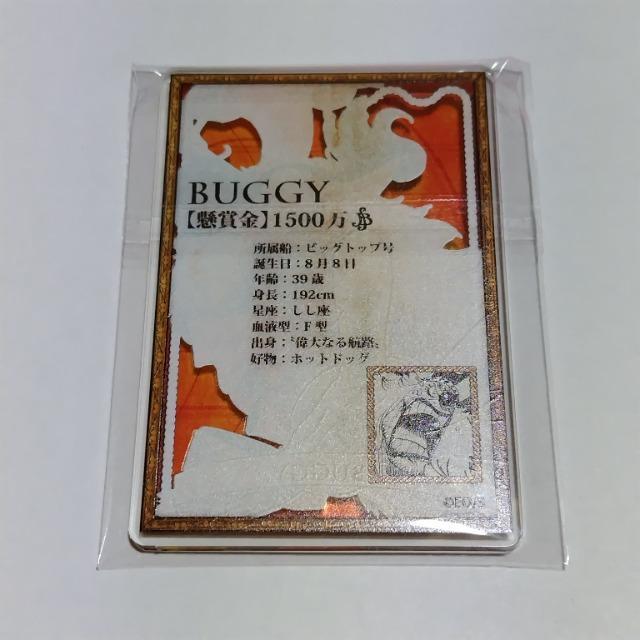 BUGGY
【懸賞金】1500万
所属船：ビッグトップ号
誕生日：8月8日
年齢：39歳
身長：192cm
星座：しし座
血液型：F型
出身：〝偉大なる航路〟
好物：ホットドッグ